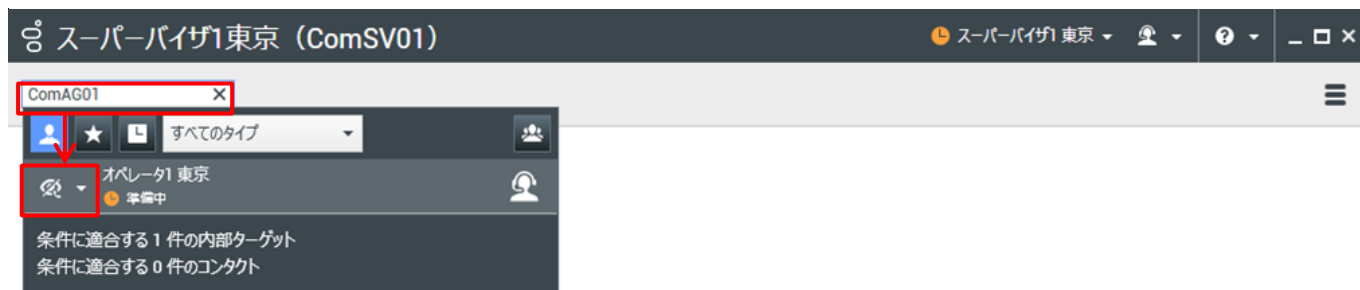 スーパーバイザ1東京（ComSV01）
スーパーバイザ1 東京
ComAG01
すべてのタイプ
オペレータ1 東京
準備中
条件に適合する 1 件の内部ターゲット
条件に適合する 0 件のコンタクト